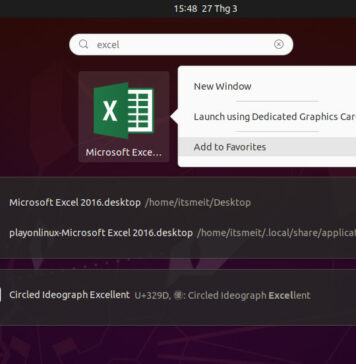 15:48 27 Thg 3
excel
New Window
Launch using Dedicated Graphics Car
Add to Favorites
Microsoft Exce...
Microsoft Excel 2016.desktop /home/itsmeit/Desktop
playonlinux-Microsoft Excel 2016.desktop /home/itsmeit/.local/share/applica
Circled Ideograph Excellent U+329D, ㊝: Circled Ideograph Excellent